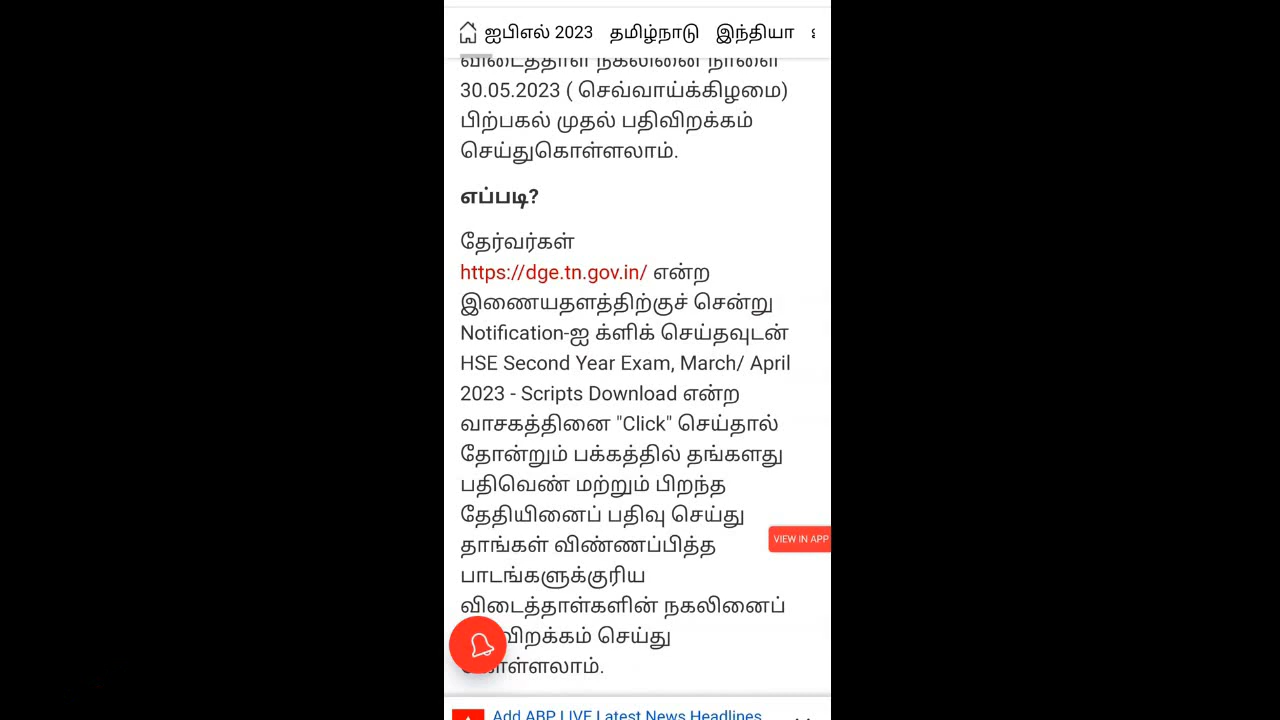 ஐபிஎல் 2023 தமிழ்நாடு இந்தியா
விடைத்தாள் நகலினை நாளை
30.05.2023 ( செவ்வாய்க்கிழமை)
பிற்பகல் முதல் பதிவிறக்கம்
செய்துகொள்ளலாம்.
எப்படி?
தேர்வர்கள்
https://dge.tn.gov.in/ என்ற
இணையதளத்திற்குச் சென்று
Notification-ஐ க்ளிக் செய்தவுடன்
HSE Second Year Exam, March/ April
2023 - Scripts Download என்ற
வாசகத்தினை "Click" செய்தால்
தோன்றும் பக்கத்தில் தங்களது
பதிவெண் மற்றும் பிறந்த
தேதியினைப் பதிவு செய்து
VIEW IN APP
தாங்கள் விண்ணப்பித்த
பாடங்களுக்குரிய
விடைத்தாள்களின் நகலினைப்
செய்து
Add ABP LIVE Latest News Headlines